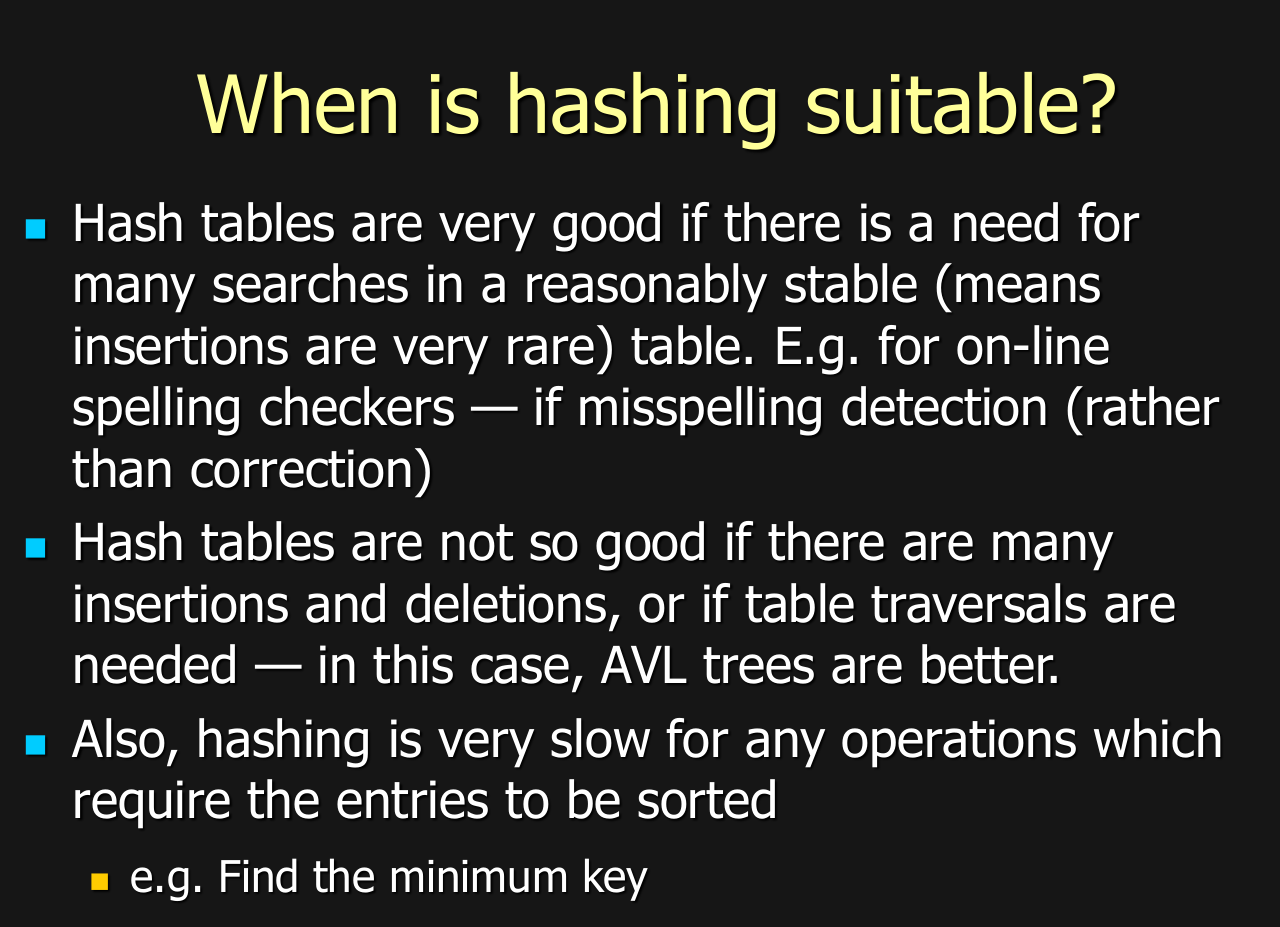 When is hashing suitable?
Hash tables are very good if there is a need for
many searches in a reasonably stable (means
insertions are very rare) table. E.g. for on-line
spelling checkers — if misspelling detection (rather
than correction)
Hash tables are not so good if there are many
insertions and deletions, or if table traversals are
needed — in this case, AVL trees are better.
Also, hashing is very slow for any operations which
require the entries to be sorted
e.g. Find the minimum key